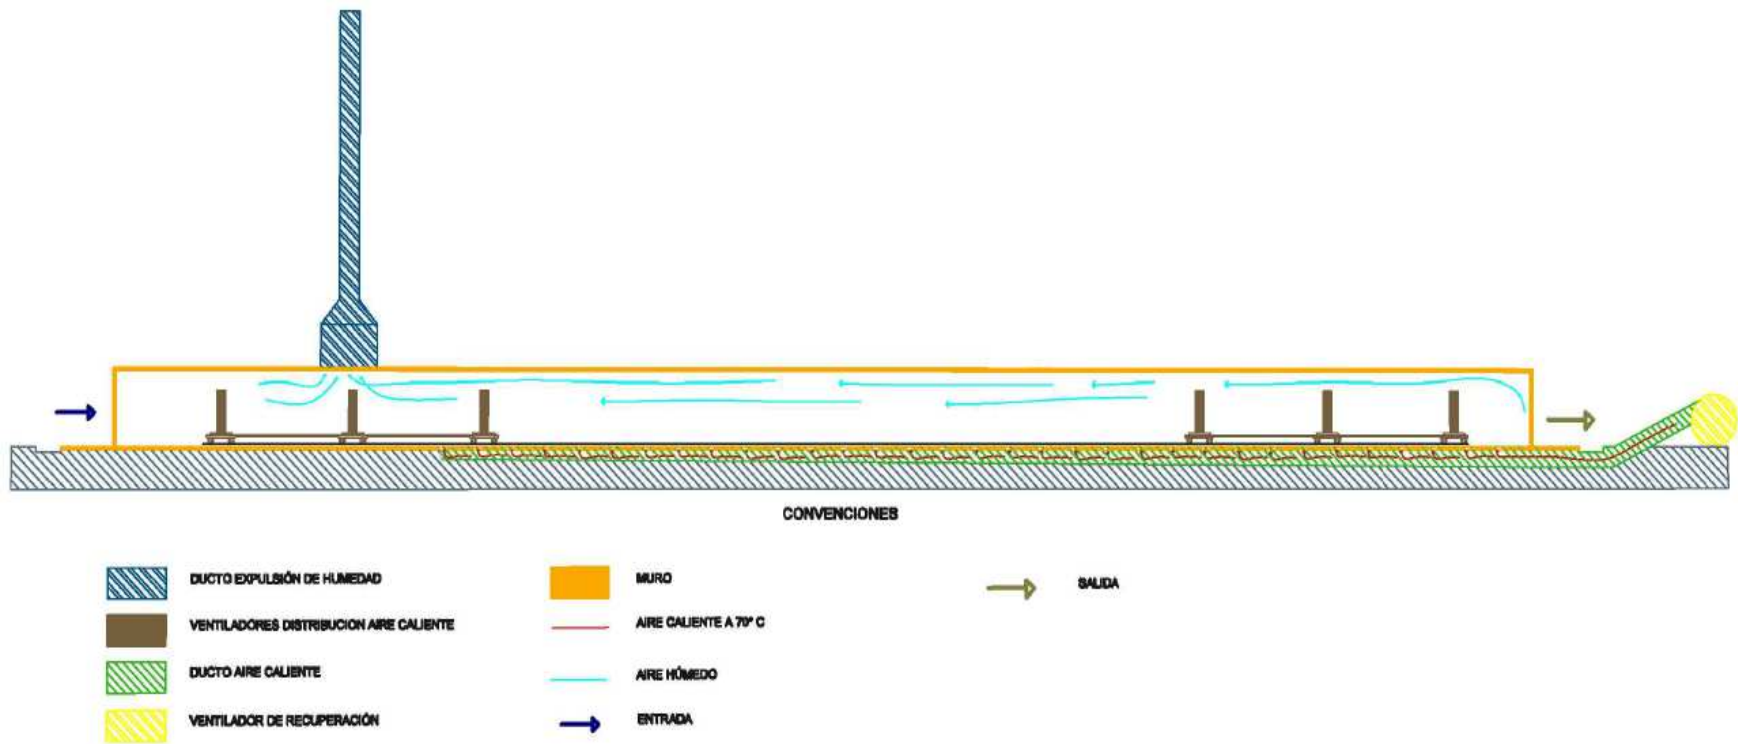 CONVENCIONES
DUCTO EXPULSIÓN DE HUMEDAD
VENTILADORES DISTRIBUCION AIRE CALIENTE
DUCTO AIRE CALIENTE
VENTILADOR DE RECUPERACIÓN
MURO
AIRE CALIENTE A 70° C
AIRE HÚMEDO
ENTRADA
SALIDA